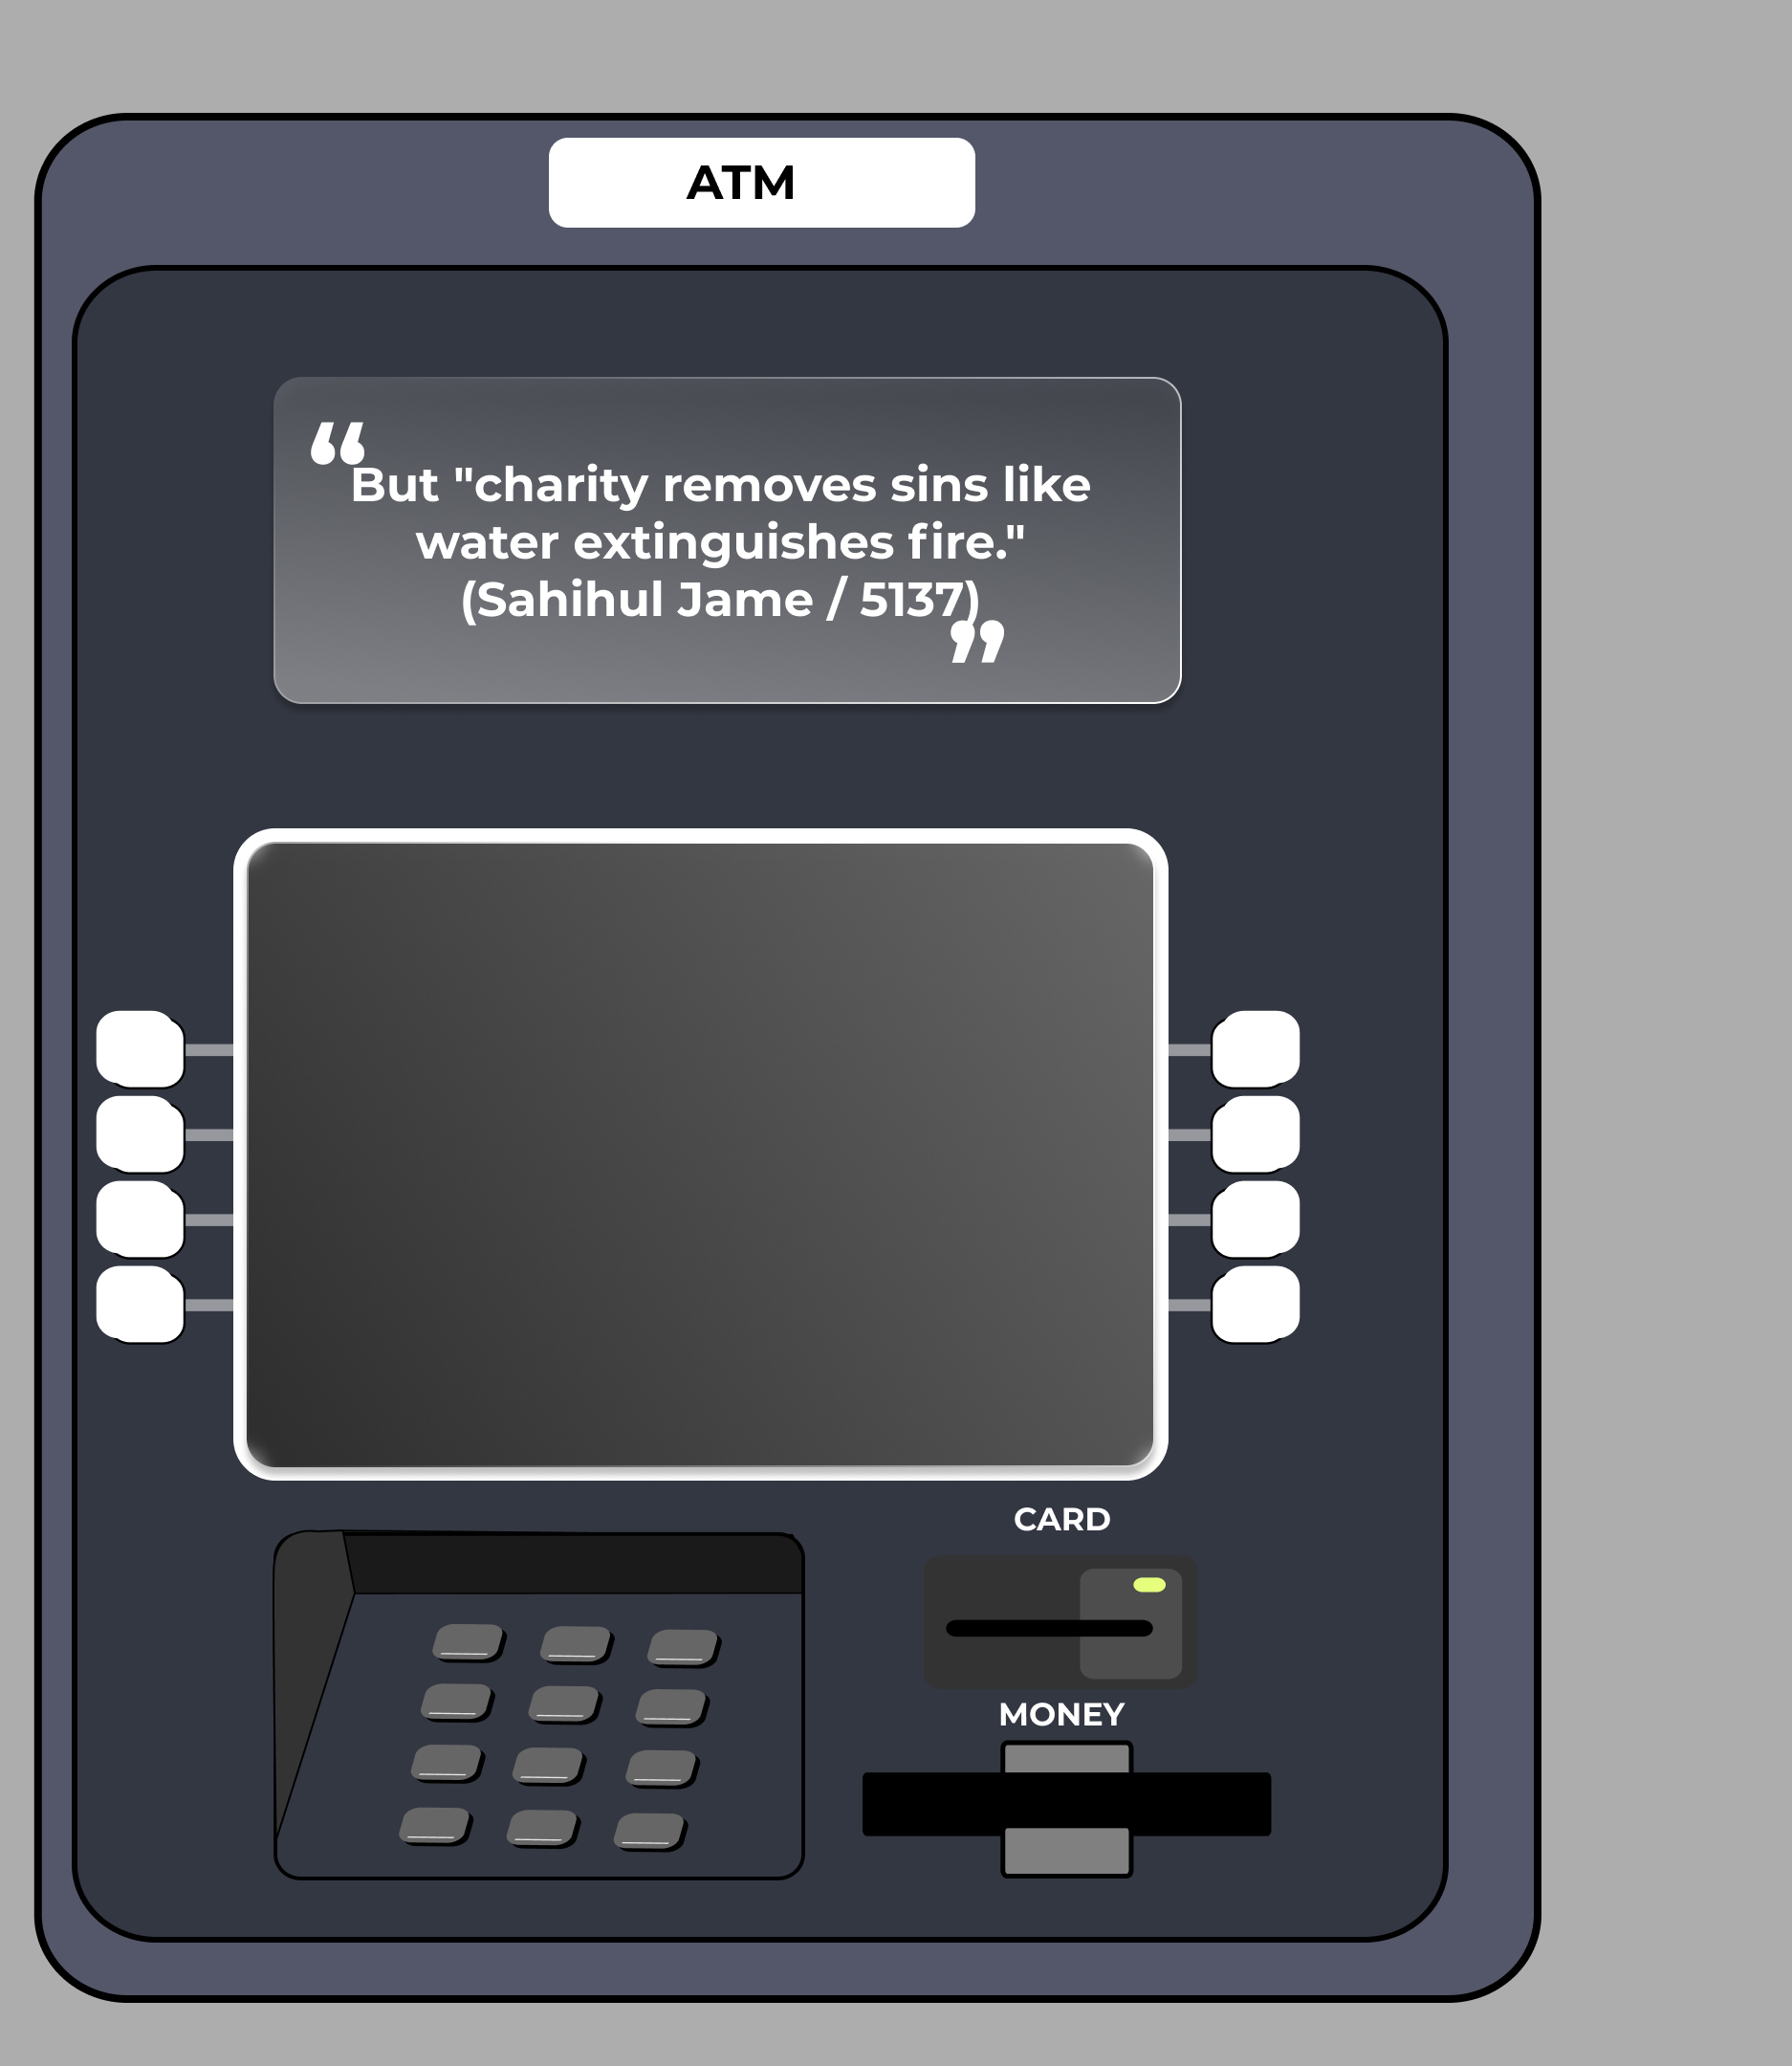 ATM
“But "charity removes sins like
water extinguishes fire."
(Sahihul Jame / 5137)”
CARD
MONEY